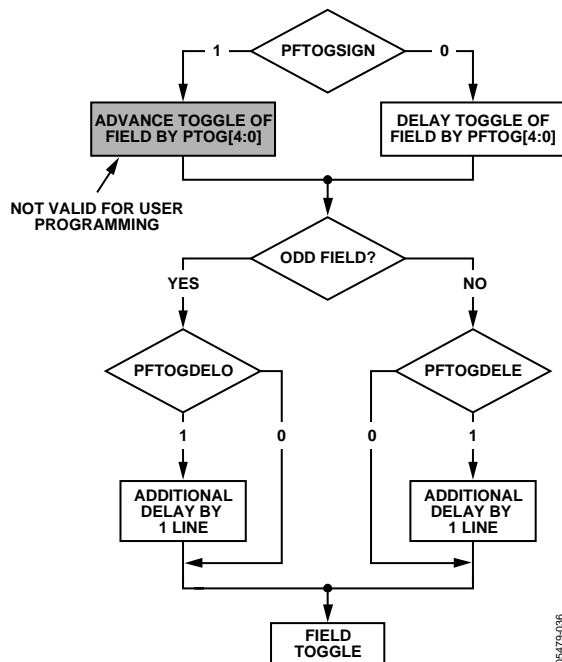 PFTOGSIGN
1
0
ADVANCE TOGGLE OF
FIELD BY PTOG[4:0]
DELAY TOGGLE OF
FIELD BY PFTOG[4:0]
NOT VALID FOR USER
PROGRAMMING
ODD FIELD?
YES
NO
PFTOGDELO
PFTOGDELE
1
0
0
1
ADDITIONAL
DELAY BY
1 LINE
ADDITIONAL
DELAY BY
1 LINE
FIELD
TOGGLE
05479-036